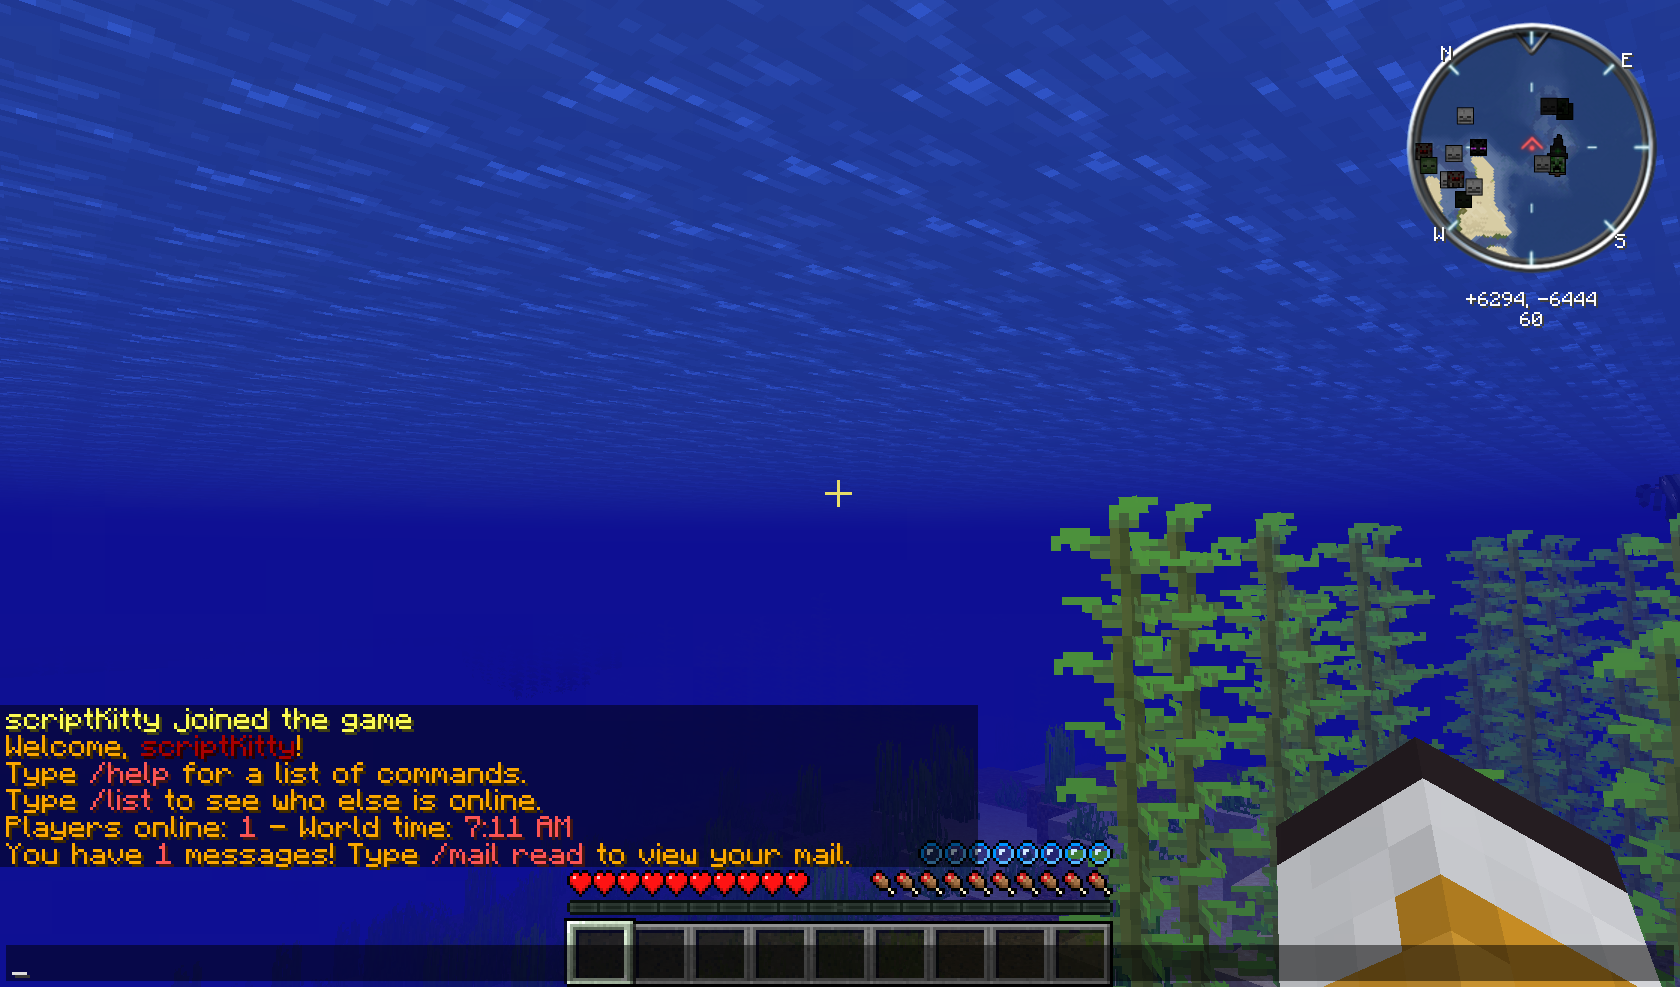 N
E
W
S
+6294, -6444
60
scriptKitty joined the game
Welcome, scriptKitty!
Type /help for a list of commands.
Type /list to see who else is online.
Players online: 1 - World time: 7:11 AM
You have 1 messages! Type /mail read to view your mail.
_